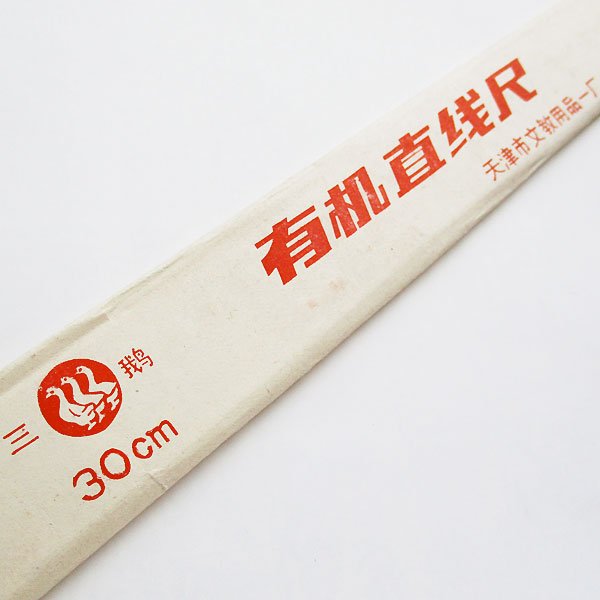 有机直线尺
天津市文教用品一厂
三鹅
30cm